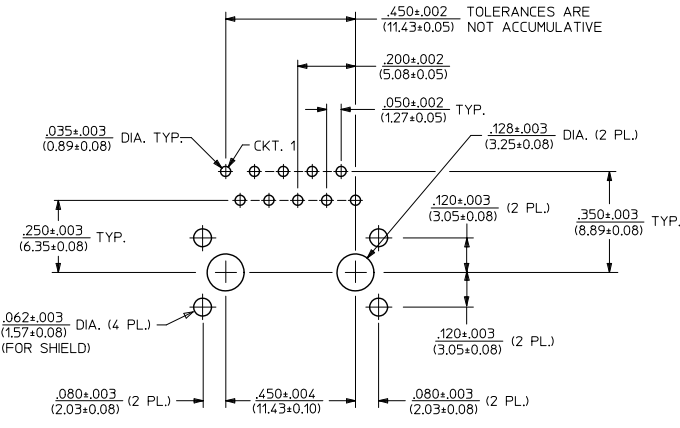 .450±.002 TOLERANCES ARE
(11.43±0.05) NOT ACCUMULATIVE
.200±.002
(5.08±0.05)
.050±.002 TYP.
(1.27±0.05)
.035±.003 DIA. TYP.
(0.89±0.08)
CKT. 1
.128±.003 DIA. (2 PL.)
(3.25±0.08)
.120±.003 (2 PL.)
(3.05±0.08)
.350±.003 TYP.
(8.89±0.08)
.250±.003 TYP.
(6.35±0.08)
.062±.003 DIA. (4 PL.)
(1.57±0.08)
(FOR SHIELD)
.120±.003 (2 PL.)
(3.05±0.08)
.080±.003 (2 PL.)
(2.03±0.08)
.450±.004
(11.43±0.10)
.080±.003 (2 PL.)
(2.03±0.08)